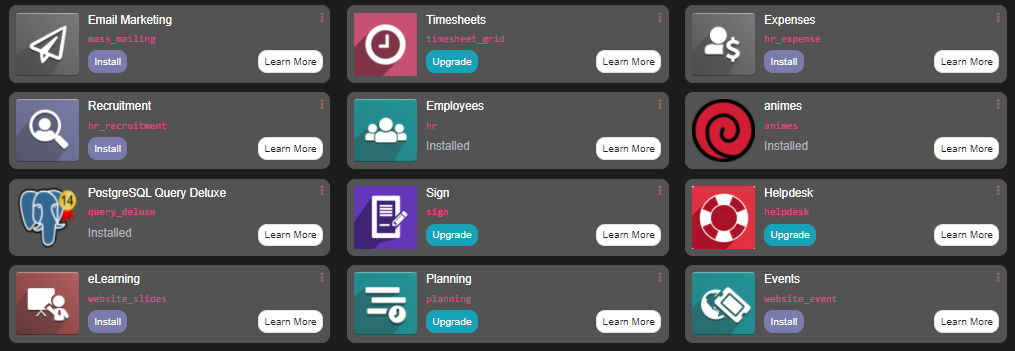 Email Marketing
mass_mailing
Install
Learn More
Timesheets
timesheet_grid
Upgrade
Learn More
Expenses
hr_expense
Install
Learn More
Recruitment
hr_recruitment
Install
Learn More
Employees
hr
Installed
Learn More
animes
animes
Installed
Learn More
14
PostgreSQL Query Deluxe
query_deluxe
Installed
Learn More
Sign
sign
Upgrade
Learn More
Helpdesk
helpdesk
Upgrade
Learn More
eLearning
website_slides
Install
Learn More
Planning
planning
Upgrade
Learn More
Events
website_event
Install
Learn More